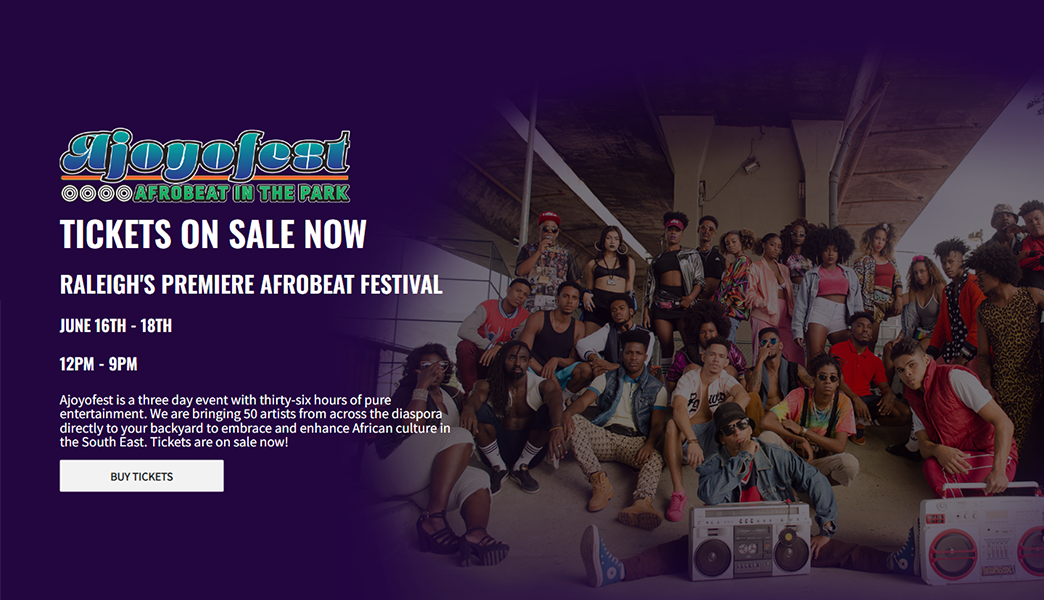 Ajoyofest
AFROBEAT IN THE PARK
TICKETS ON SALE NOW
RALEIGH'S PREMIERE AFROBEAT FESTIVAL
JUNE 16TH - 18TH
12PM - 9PM
Ajoyofest is a three day event with thirty-six hours of pure
entertainment. We are bringing 50 artists from across the diaspora
directly to your backyard to embrace and enhance African culture in
the South East. Tickets are on sale now!
BUY TICKETS